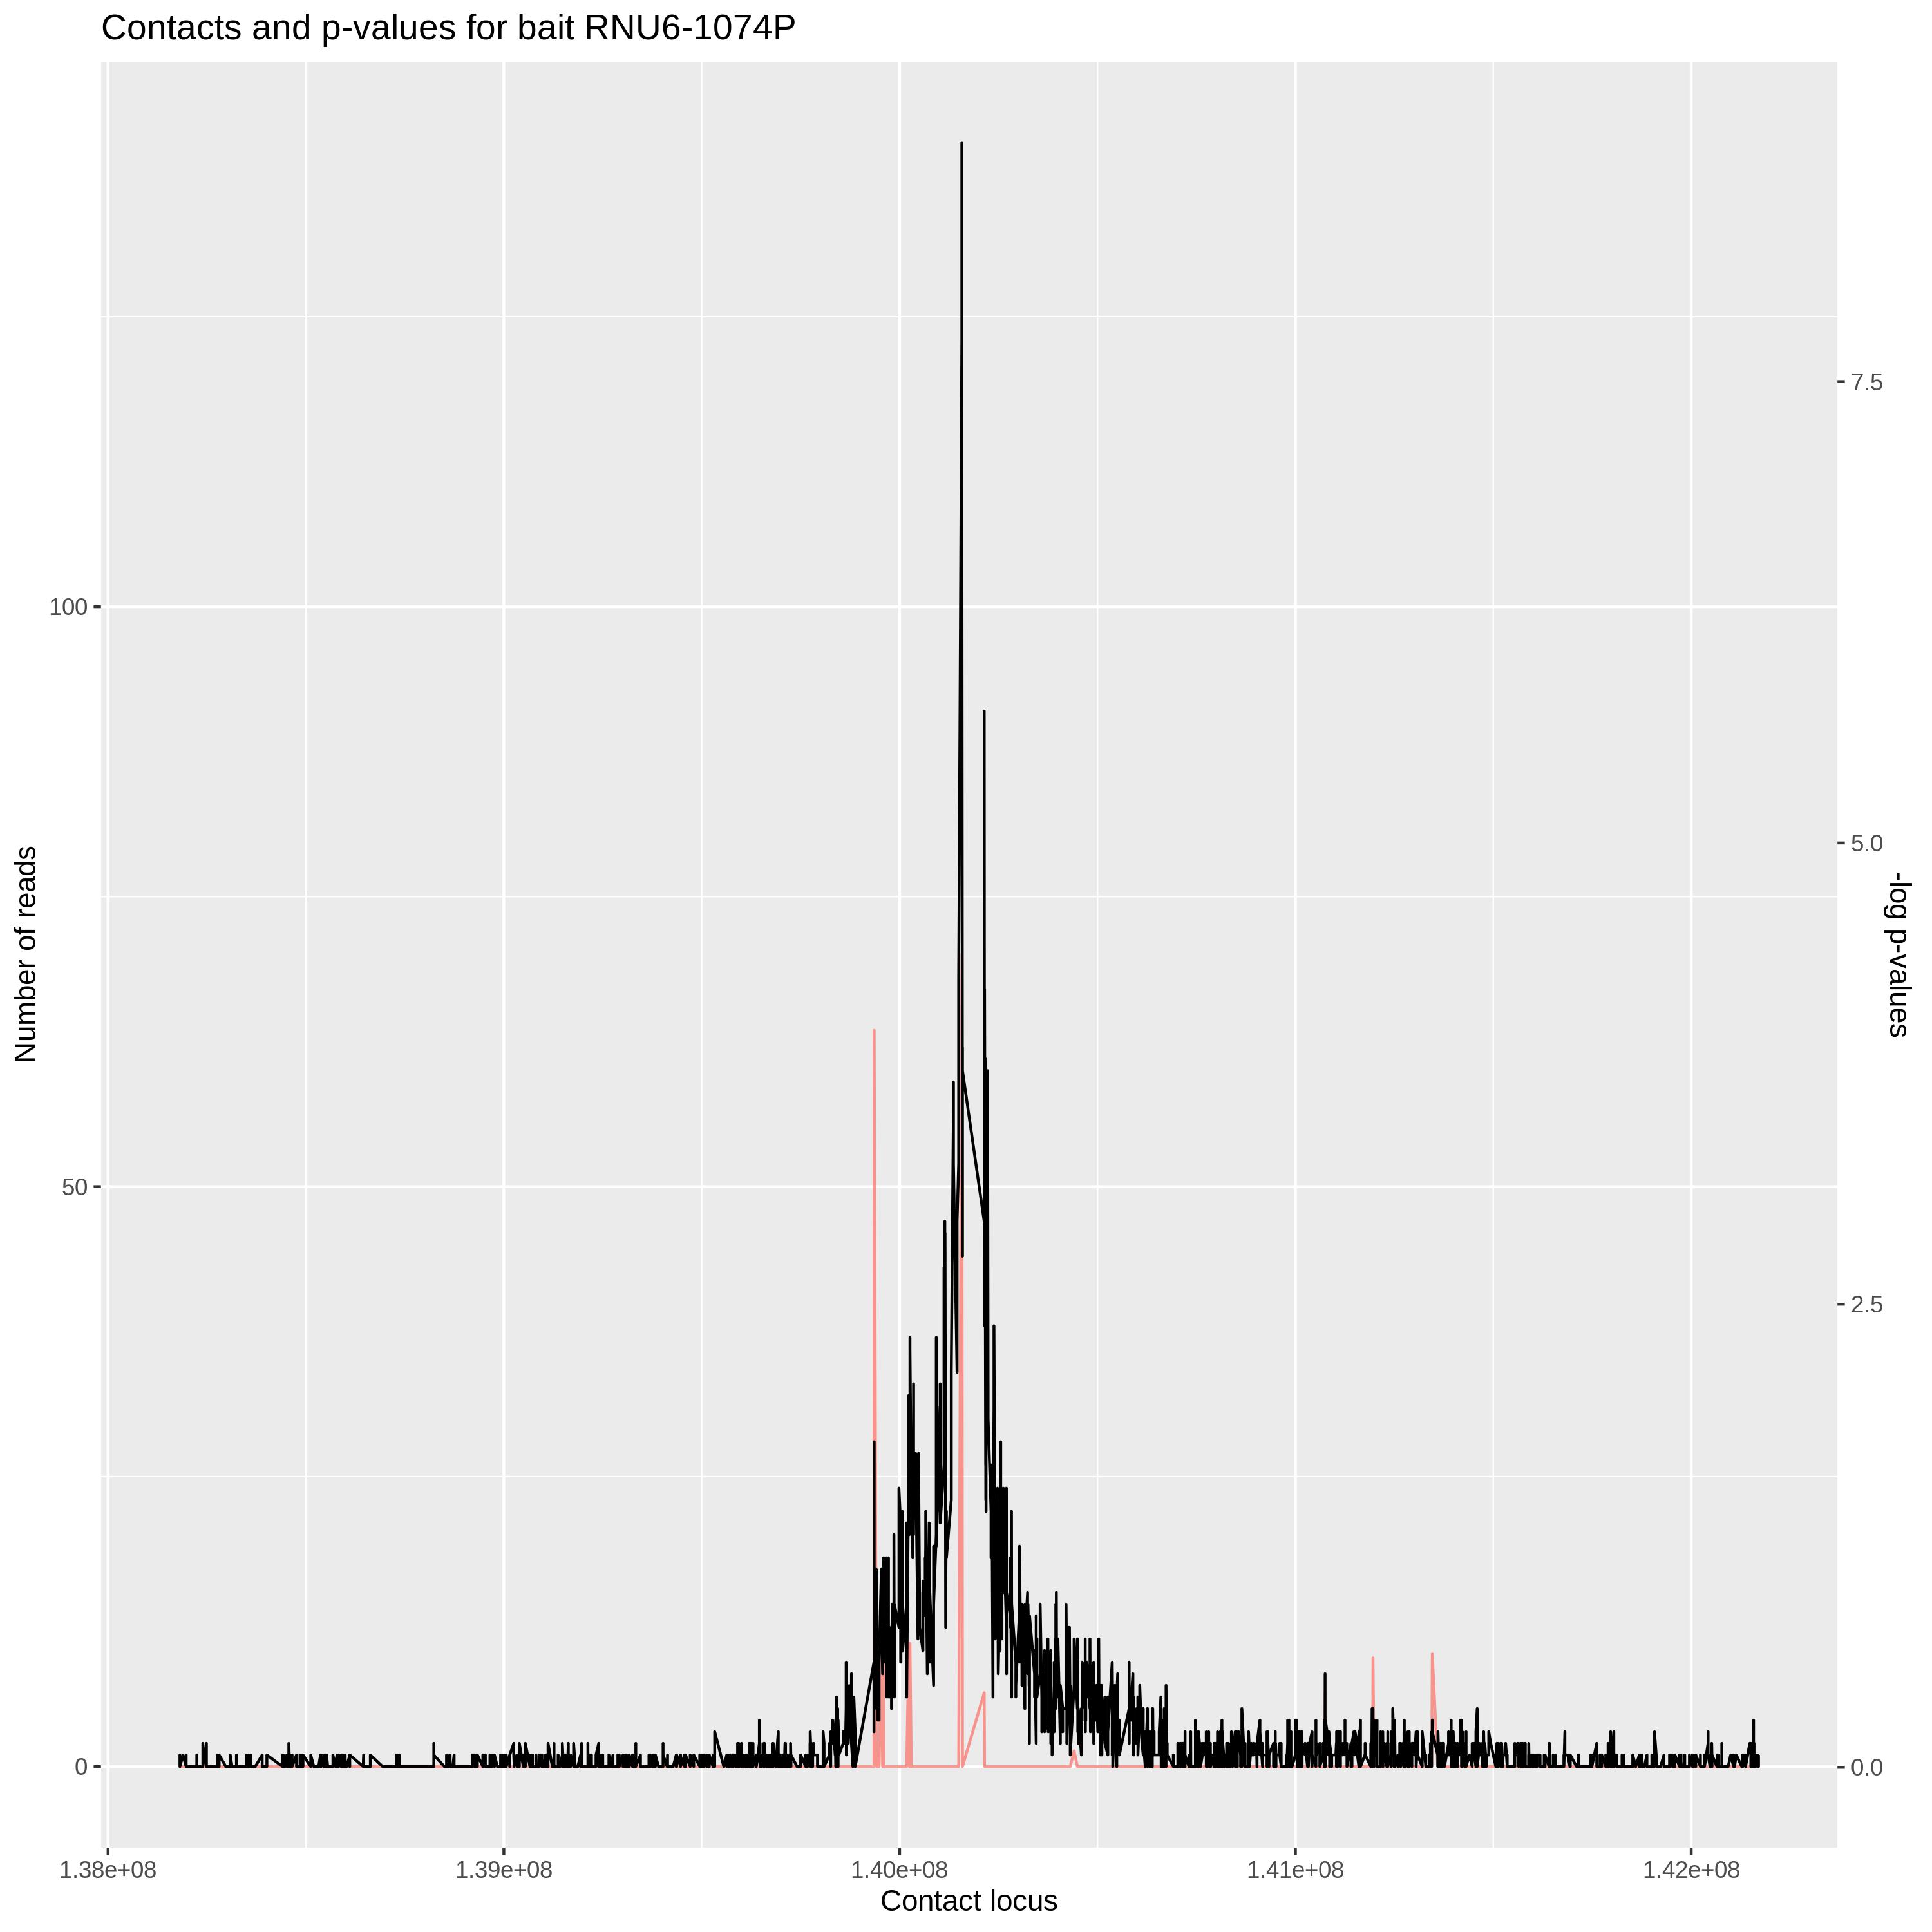 Contacts and p-values for bait RNU6-1074P
Number of reads
100
50
0
7.5
5.0
2.5
0.0
-log p-values
1.38e+08
1.39e+08
1.40e+08
1.41e+08
1.42e+08
Contact locus